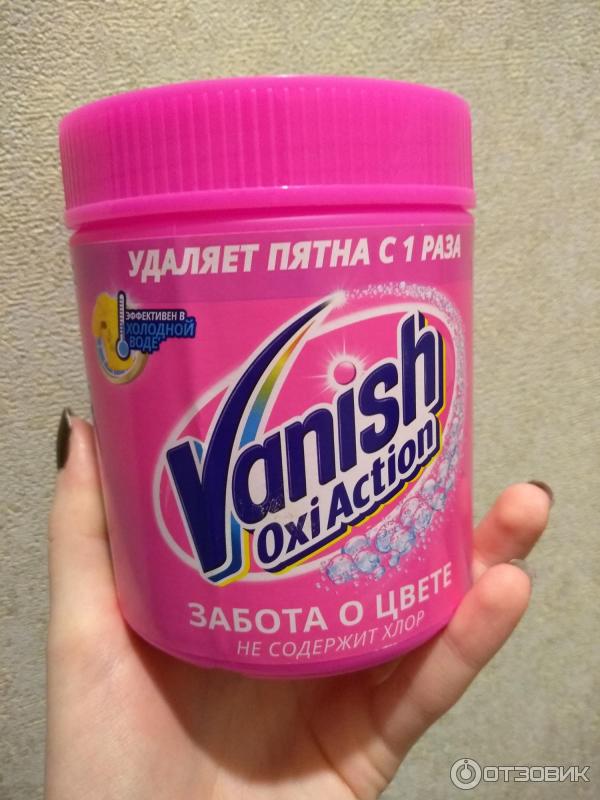 УДАЛЯЕТ ПЯТНА С 1 РАЗА
ЭФФЕКТИВЕН В
ХОЛОДНОЙ
ВОДЕ
Vanish
Oxi Action
ЗАБОТА О ЦВЕТЕ
НЕ СОДЕРЖИТ ХЛОР
ОТЗОВИК